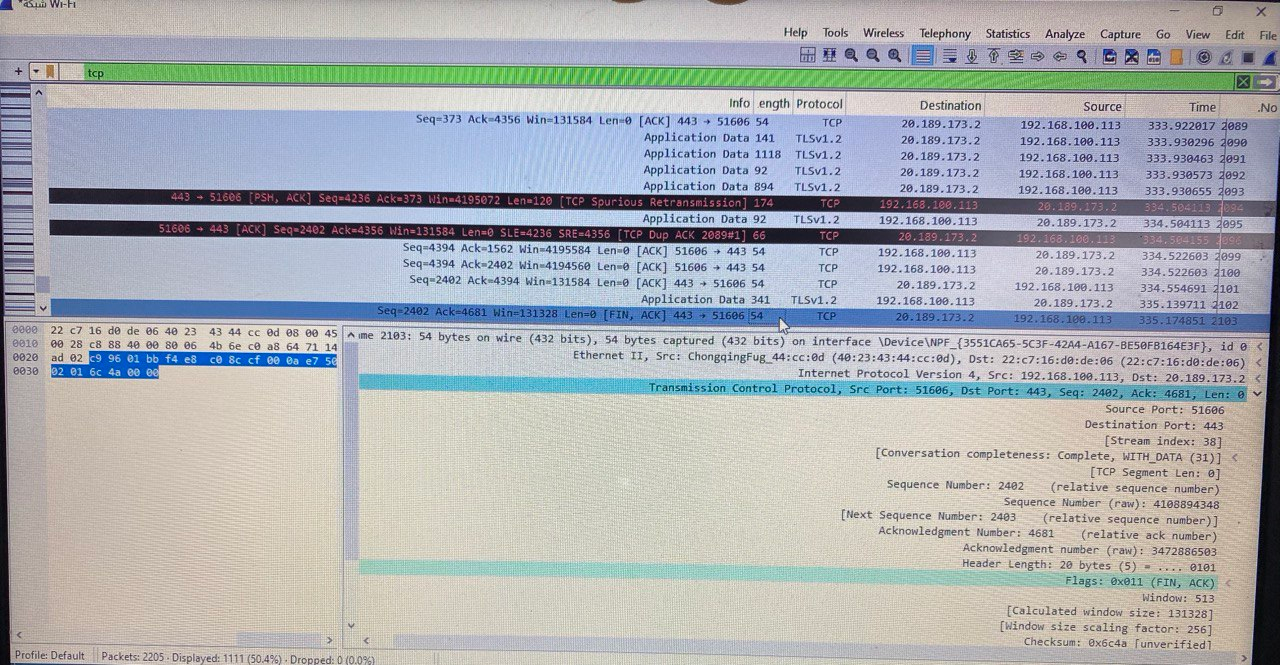 شبكة Wi-Fi
Help Tools Wireless Telephony Statistics Analyze Capture Go View Edit File
tcp
Info ength Protocol Destination Source Time .No
Seq=373 Ack=4356 Win=131584 Len=0 [ACK] 443 → 51606 54 TCP 20.189.173.2 192.168.100.113 333.922017 2089
Application Data 141 TLSv1.2 20.189.173.2 192.168.100.113 333.930296 2090
Application Data 1118 TLSv1.2 20.189.173.2 192.168.100.113 333.930463 2091
Application Data 92 TLSv1.2 20.189.173.2 192.168.100.113 333.930573 2092
Application Data 894 TLSv1.2 20.189.173.2 192.168.100.113 333.930655 2093
443 → 51606 [PSH, ACK] Seq=4236 Ack=373 Win=4195072 Len=120 [TCP Spurious Retransmission] 174 TCP 192.168.100.113 20.189.173.2 334.504113 2094
Application Data 92 TLSv1.2 192.168.100.113 20.189.173.2 334.504113 2095
51606 → 443 [ACK] Seq=2402 Ack=4356 Win=131584 Len=0 SLE=4236 SRE=4356 [TCP Dup ACK 2089#1] 66 TCP 20.189.173.2 192.168.100.113 334.504155 2096
Seq=4394 Ack=1562 Win=4195584 Len=0 [ACK] 51606 → 443 54 TCP 192.168.100.113 20.189.173.2 334.522603 2099
Seq=4394 Ack=2402 Win=4194560 Len=0 [ACK] 51606 → 443 54 TCP 192.168.100.113 20.189.173.2 334.522603 2100
Seq=2402 Ack=4394 Win=131584 Len=0 [ACK] 443 → 51606 54 TCP 20.189.173.2 192.168.100.113 334.554691 2101
Application Data 341 TLSv1.2 192.168.100.113 20.189.173.2 335.139711 2102
Seq=2402 Ack=4681 Win=131328 Len=0 [FIN, ACK] 443 → 51606 54 TCP 20.189.173.2 192.168.100.113 335.174851 2103
0000 22 c7 16 d0 de 06 40 23 43 44 cc 0d 08 00 45
0010 00 28 c8 88 40 00 80 06 4b 6e c0 a8 64 71 14
0020 ad 02 c9 96 01 bb f4 e8 c0 8c cf 00 0a e7 50
0030 02 01 6c 4a 00 00
ame 2103: 54 bytes on wire (432 bits), 54 bytes captured (432 bits) on interface \Device\NPF_{3551CA65-5C3F-42A4-A167-BE50FB164E3F}, id 0
Ethernet II, Src: ChongqingFug_44:cc:0d (40:23:43:44:cc:0d), Dst: 22:c7:16:d0:de:06 (22:c7:16:d0:de:06)
Internet Protocol Version 4, Src: 192.168.100.113, Dst: 20.189.173.2
Transmission Control Protocol, Src Port: 51606, Dst Port: 443, Seq: 2402, Ack: 4681, Len: 0
Source Port: 51606
Destination Port: 443
[Stream index: 38]
[Conversation completeness: Complete, WITH_DATA (31)]
[TCP Segment Len: 0]
Sequence Number: 2402 (relative sequence number)
Sequence Number (raw): 4108894348
[Next Sequence Number: 2403 (relative sequence number)]
Acknowledgment Number: 4681 (relative ack number)
Acknowledgment number (raw): 3472886503
Header Length: 20 bytes (5) = .... 0101
Flags: 0x011 (FIN, ACK)
Window: 513
[Calculated window size: 131328]
[Window size scaling factor: 256]
Checksum: 0x6c4a [unverified]
Profile: Default Packets: 2205 · Displayed: 1111 (50.4%) · Dropped: 0 (0.0%)